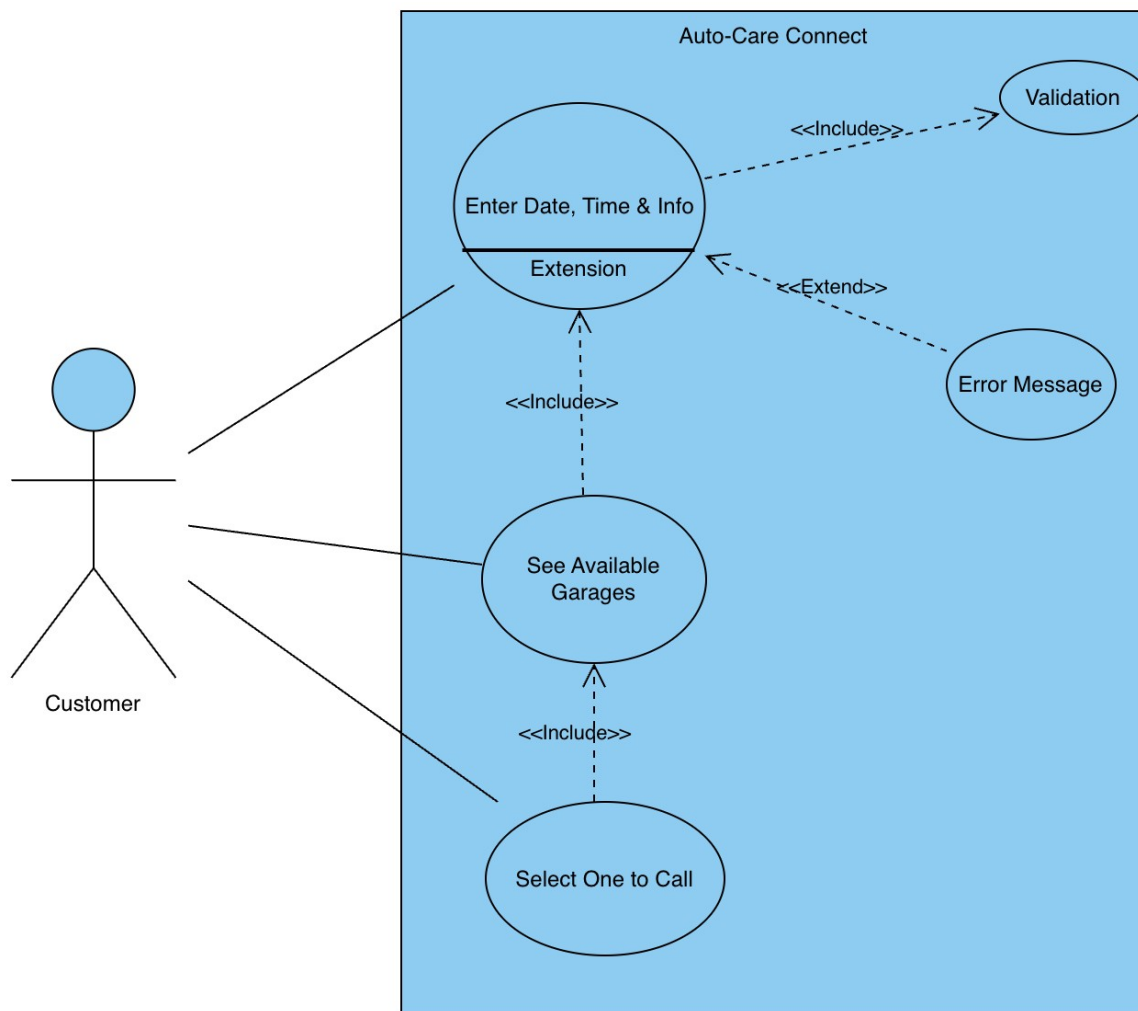 Auto-Care Connect
Validation
<<Include>>
Enter Date, Time & Info
Extension
<<Extend>>
Error Message
<<Include>>
See Available
Garages
Customer
<<Include>>
Select One to Call